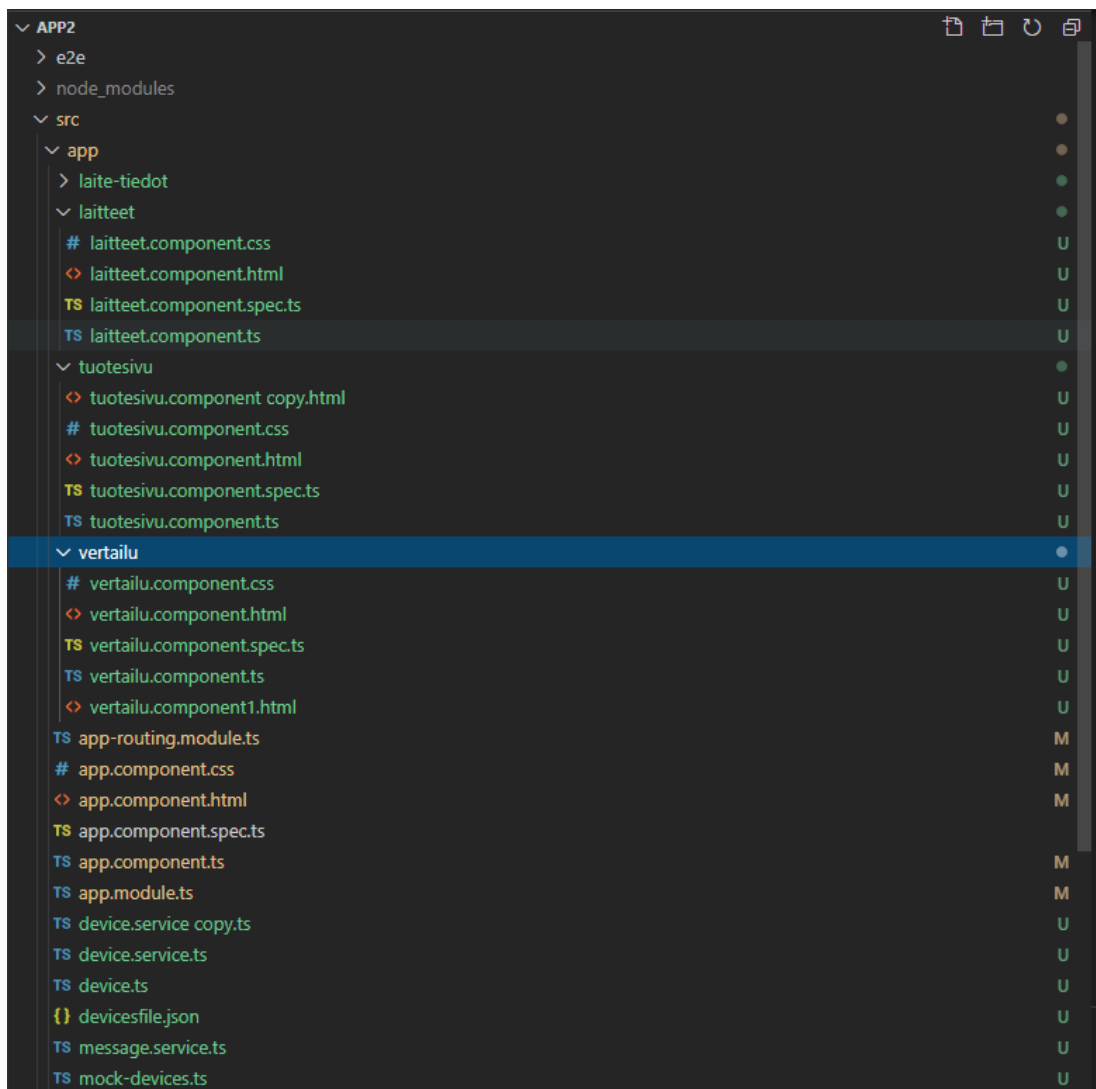 APP2
e2e
node_modules
src
app
laite-tiedot
laitteet
# laitteet.component.css U
<> laitteet.component.html U
TS laitteet.component.spec.ts U
TS laitteet.component.ts U
tuotesivu
<> tuotesivu.component copy.html U
# tuotesivu.component.css U
<> tuotesivu.component.html U
TS tuotesivu.component.spec.ts U
TS tuotesivu.component.ts U
vertailu
# vertailu.component.css U
<> vertailu.component.html U
TS vertailu.component.spec.ts U
TS vertailu.component.ts U
<> vertailu.component1.html U
TS app-routing.module.ts M
# app.component.css M
<> app.component.html M
TS app.component.spec.ts
TS app.component.ts M
TS app.module.ts M
TS device.service copy.ts U
TS device.service.ts U
TS device.ts U
{} devicesfile.json U
TS message.service.ts U
TS mock-devices.ts U